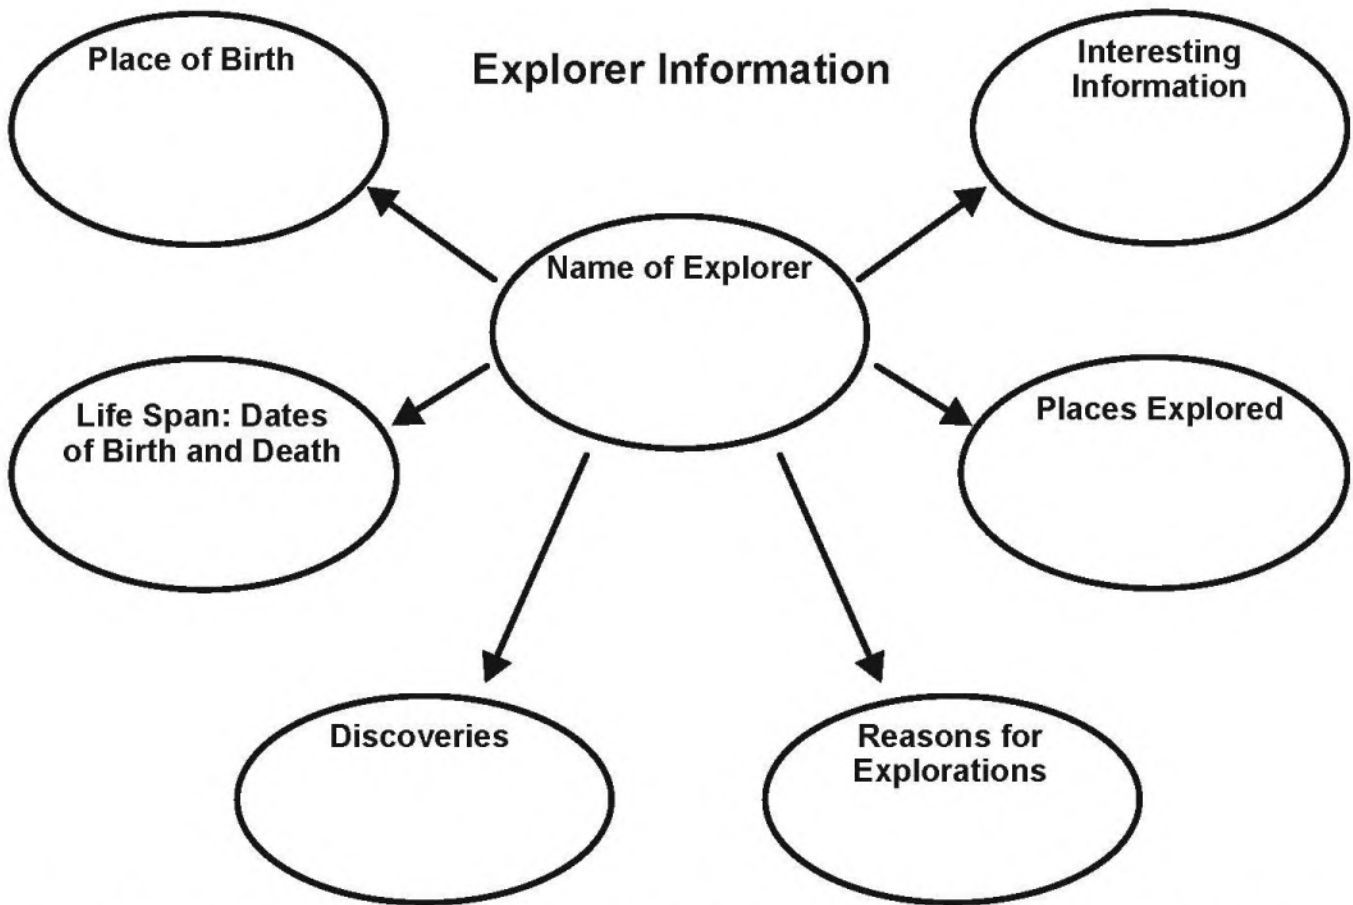 Explorer Information
Place of Birth
Interesting
Information
Name of Explorer
Life Span: Dates
of Birth and Death
Places Explored
Discoveries
Reasons for
Explorations